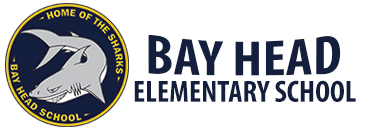 - HOME OF THE SHARKS -
BAY HEAD SCHOOL
BAY HEAD
ELEMENTARY SCHOOL